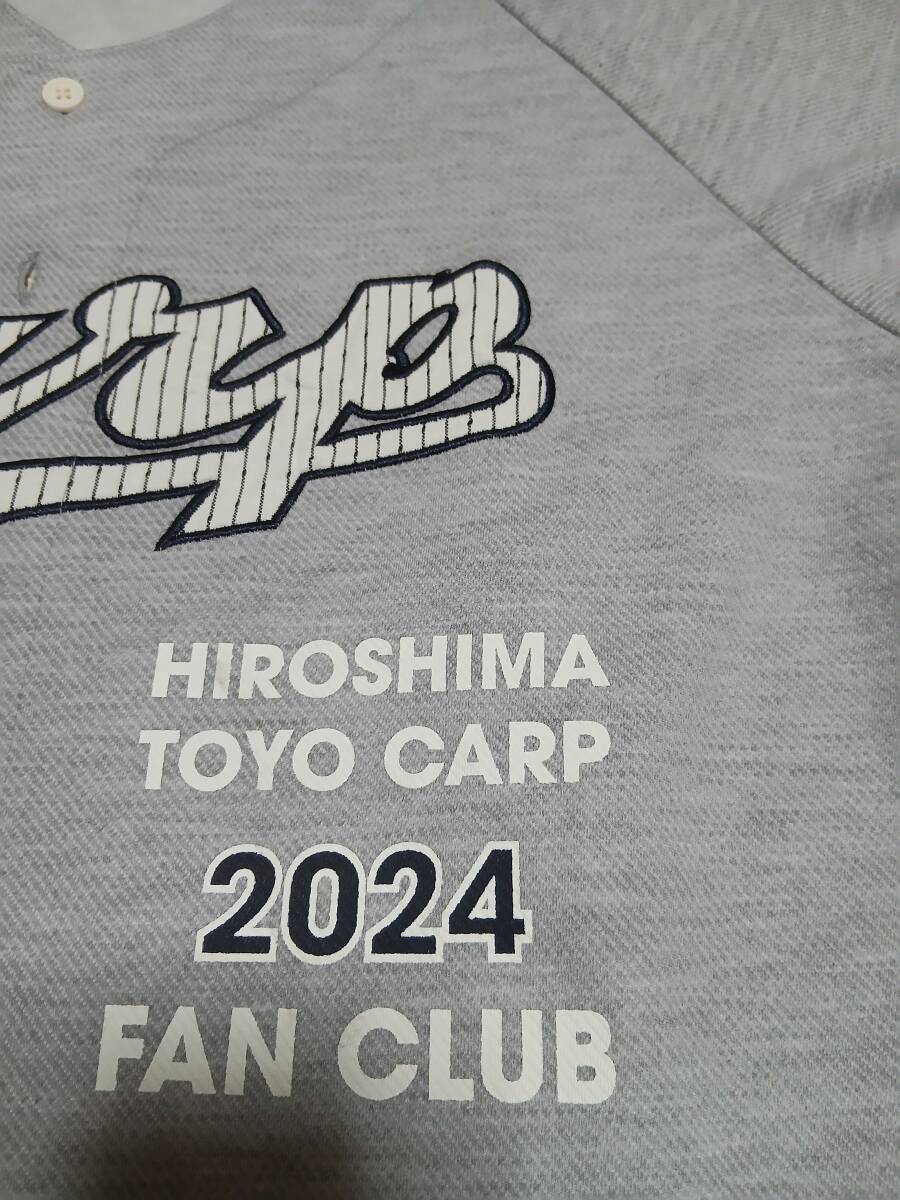 HIROSHIMA
TOYO CARP
2024
FAN CLUB